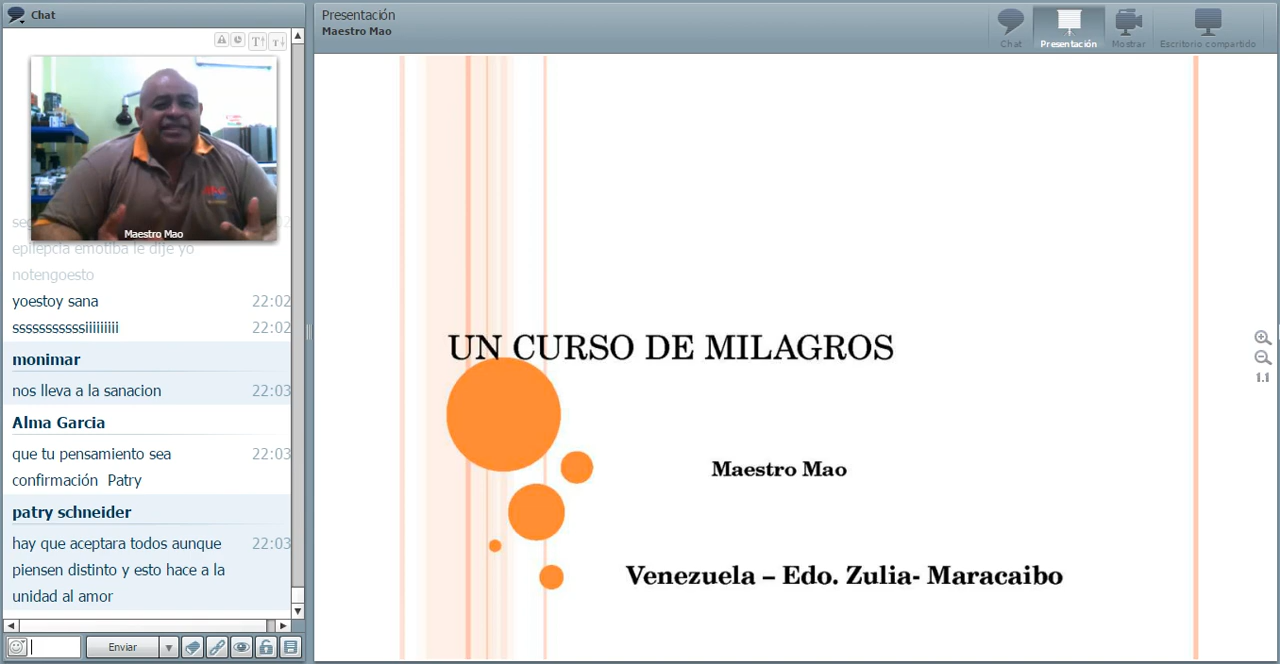 Chat
Maestro Mao
epilepcia emotiba le dije yo
notengoesto
yoestoy sana 22:02
sssssssssssiiiiiiiii 22:02
monimar
nos lleva a la sanacion 22:03
Alma Garcia
que tu pensamiento sea 22:03
confirmación Patry
patry schneider
hay que aceptara todos aunque 22:03
piensen distinto y esto hace a la
unidad al amor
Enviar
Presentación
Maestro Mao
Chat
Presentación
Mostrar
Escritorio compartido
UN CURSO DE MILAGROS
Maestro Mao
Venezuela – Edo. Zulia- Maracaibo
1.1